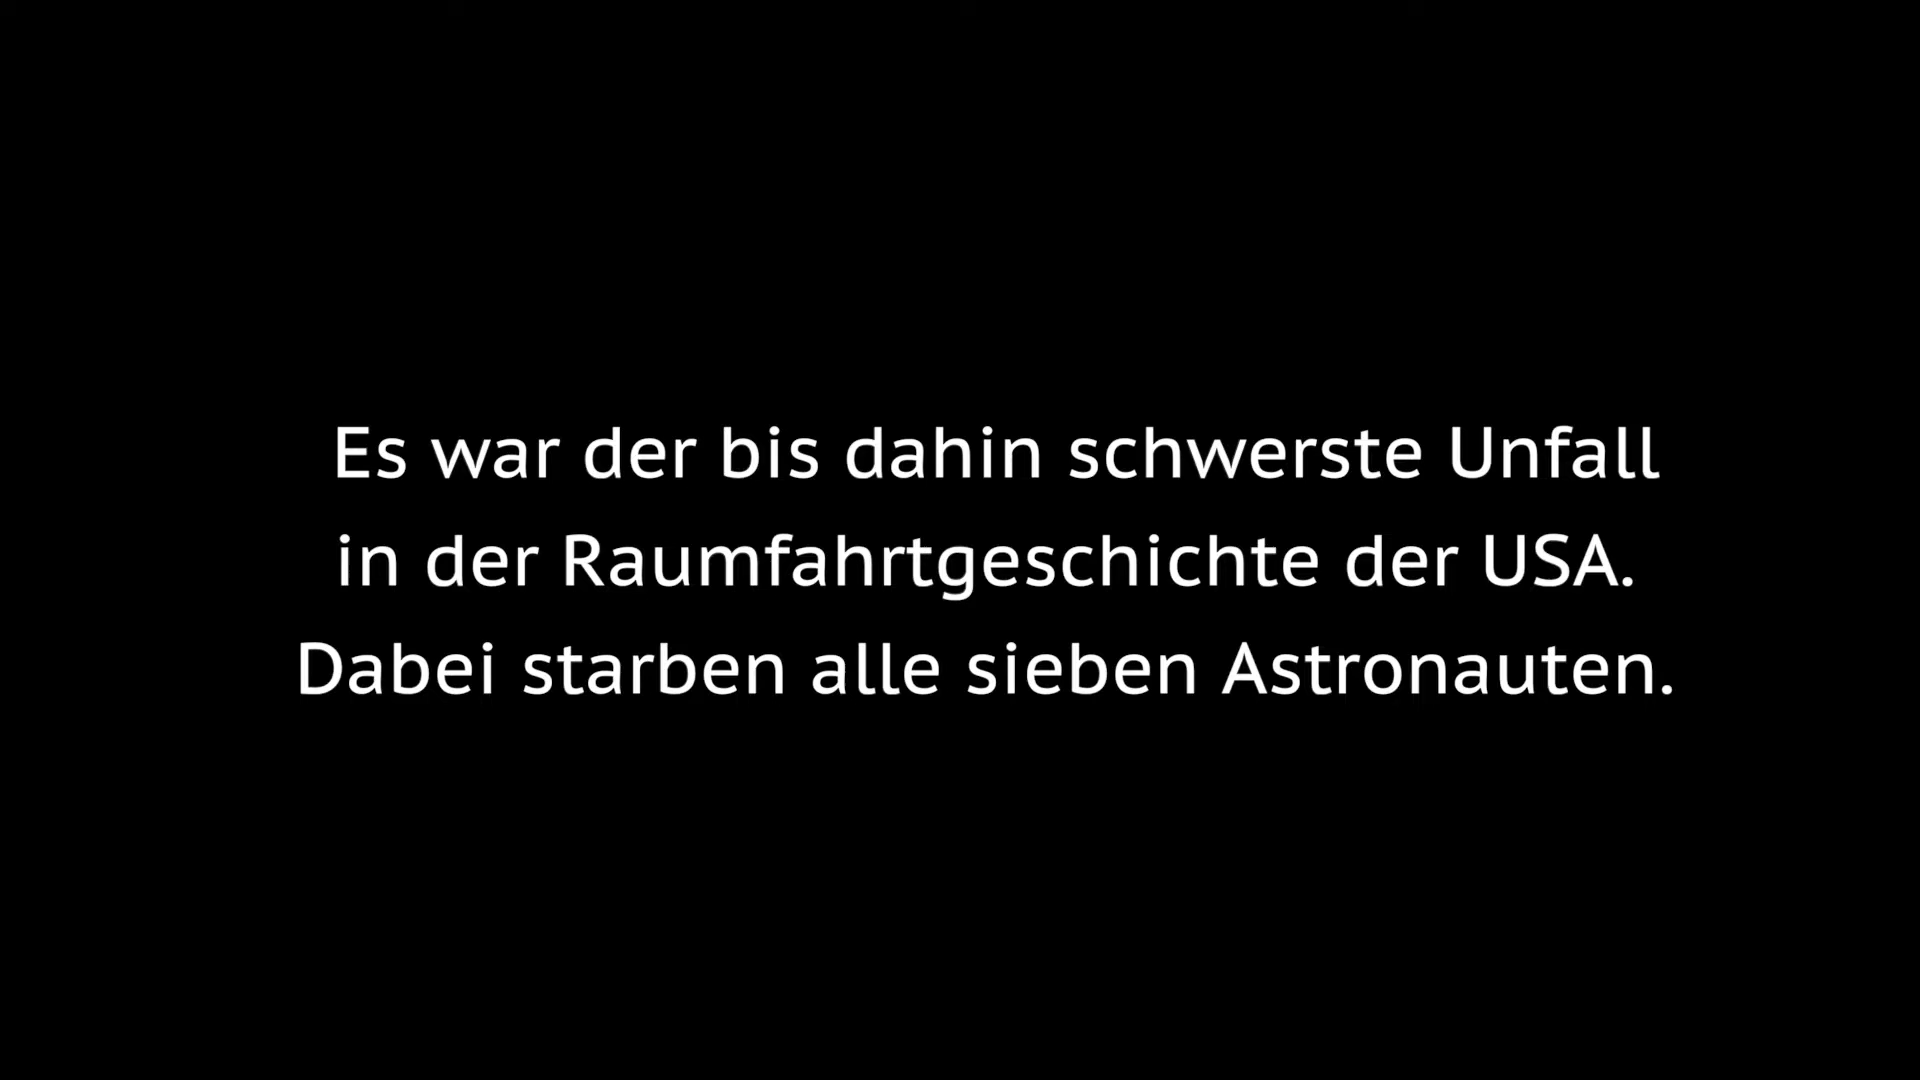 Es war der bis dahin schwerste Unfall
in der Raumfahrtgeschichte der USA.
Dabei starben alle sieben Astronauten.